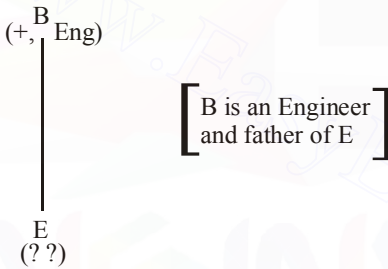 B
(+, Eng)
B is an Engineer
and father of E
E
(? ?)